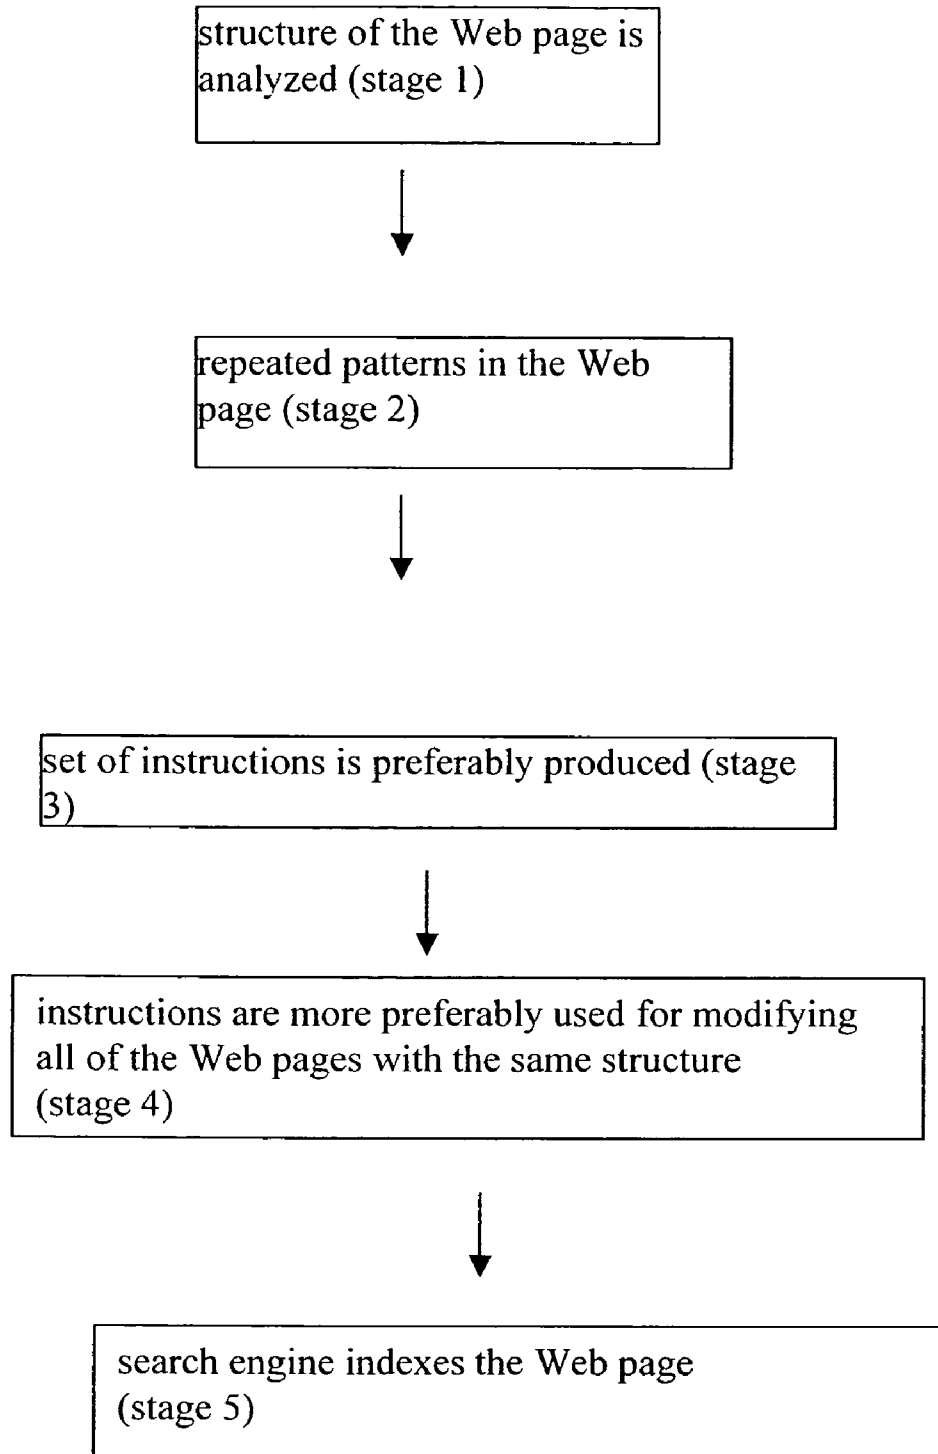 structure of the Web page is
analyzed (stage 1)
repeated patterns in the Web
page (stage 2)
set of instructions is preferably produced (stage
3)
instructions are more preferably used for modifying
all of the Web pages with the same structure
(stage 4)
search engine indexes the Web page
(stage 5)